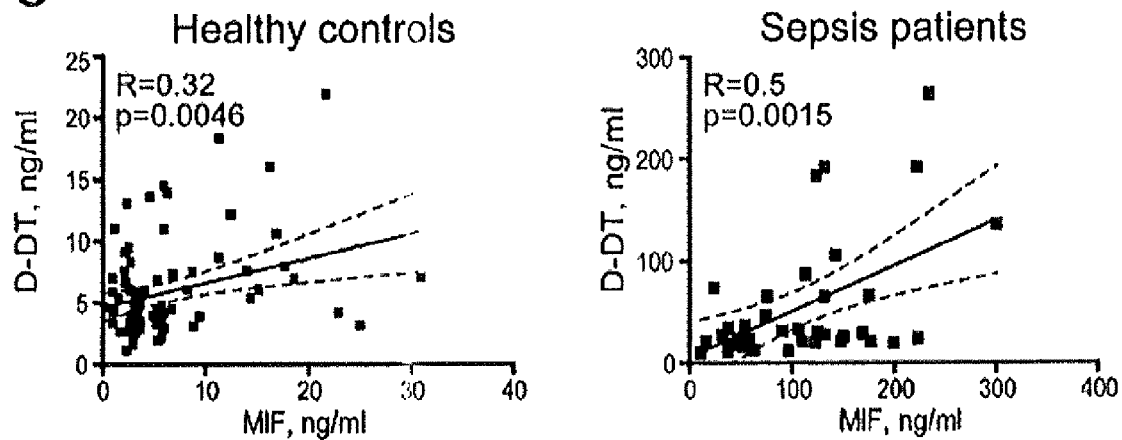 Healthy controls
25
20
15
10
5
0
D-DT, ng/ml
R=0.32
p=0.0046
0 10 20 30 40
MIF, ng/ml
Sepsis patients
300
200
100
0
D-DT, ng/ml
R=0.5
p=0.0015
0 100 200 300 400
MIF, ng/ml